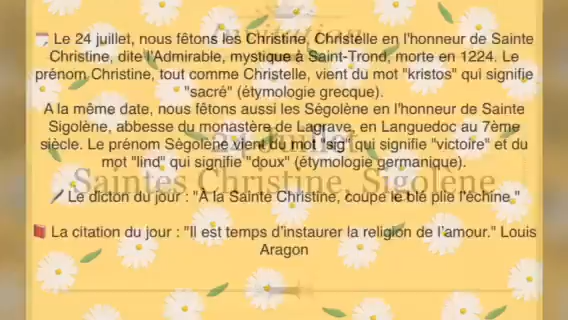 🗒️ Le 24 juillet, nous fêtons les Christine, Christelle en l'honneur de Sainte
Christine, dite l'Admirable, mystique à Saint-Trond, morte en 1224. Le
prénom Christine, tout comme Christelle, vient du mot "kristos" qui signifie
"sacré" (étymologie grecque).
A la même date, nous fêtons aussi les Ségolène en l'honneur de Sainte
Sigolène, abbesse du monastère de Lagrave, en Languedoc au 7ème
siècle. Le prénom Ségolène vient du mot "sig" qui signifie "victoire" et du
mot "lind" qui signifie "doux" (étymologie germanique).
Saintes Christine, Sigolène
🖊️ Le dicton du jour : "À la Sainte Christine, coupe le blé plie l'échine."
📕 La citation du jour : "Il est temps d'instaurer la religion de l'amour." Louis
Aragon